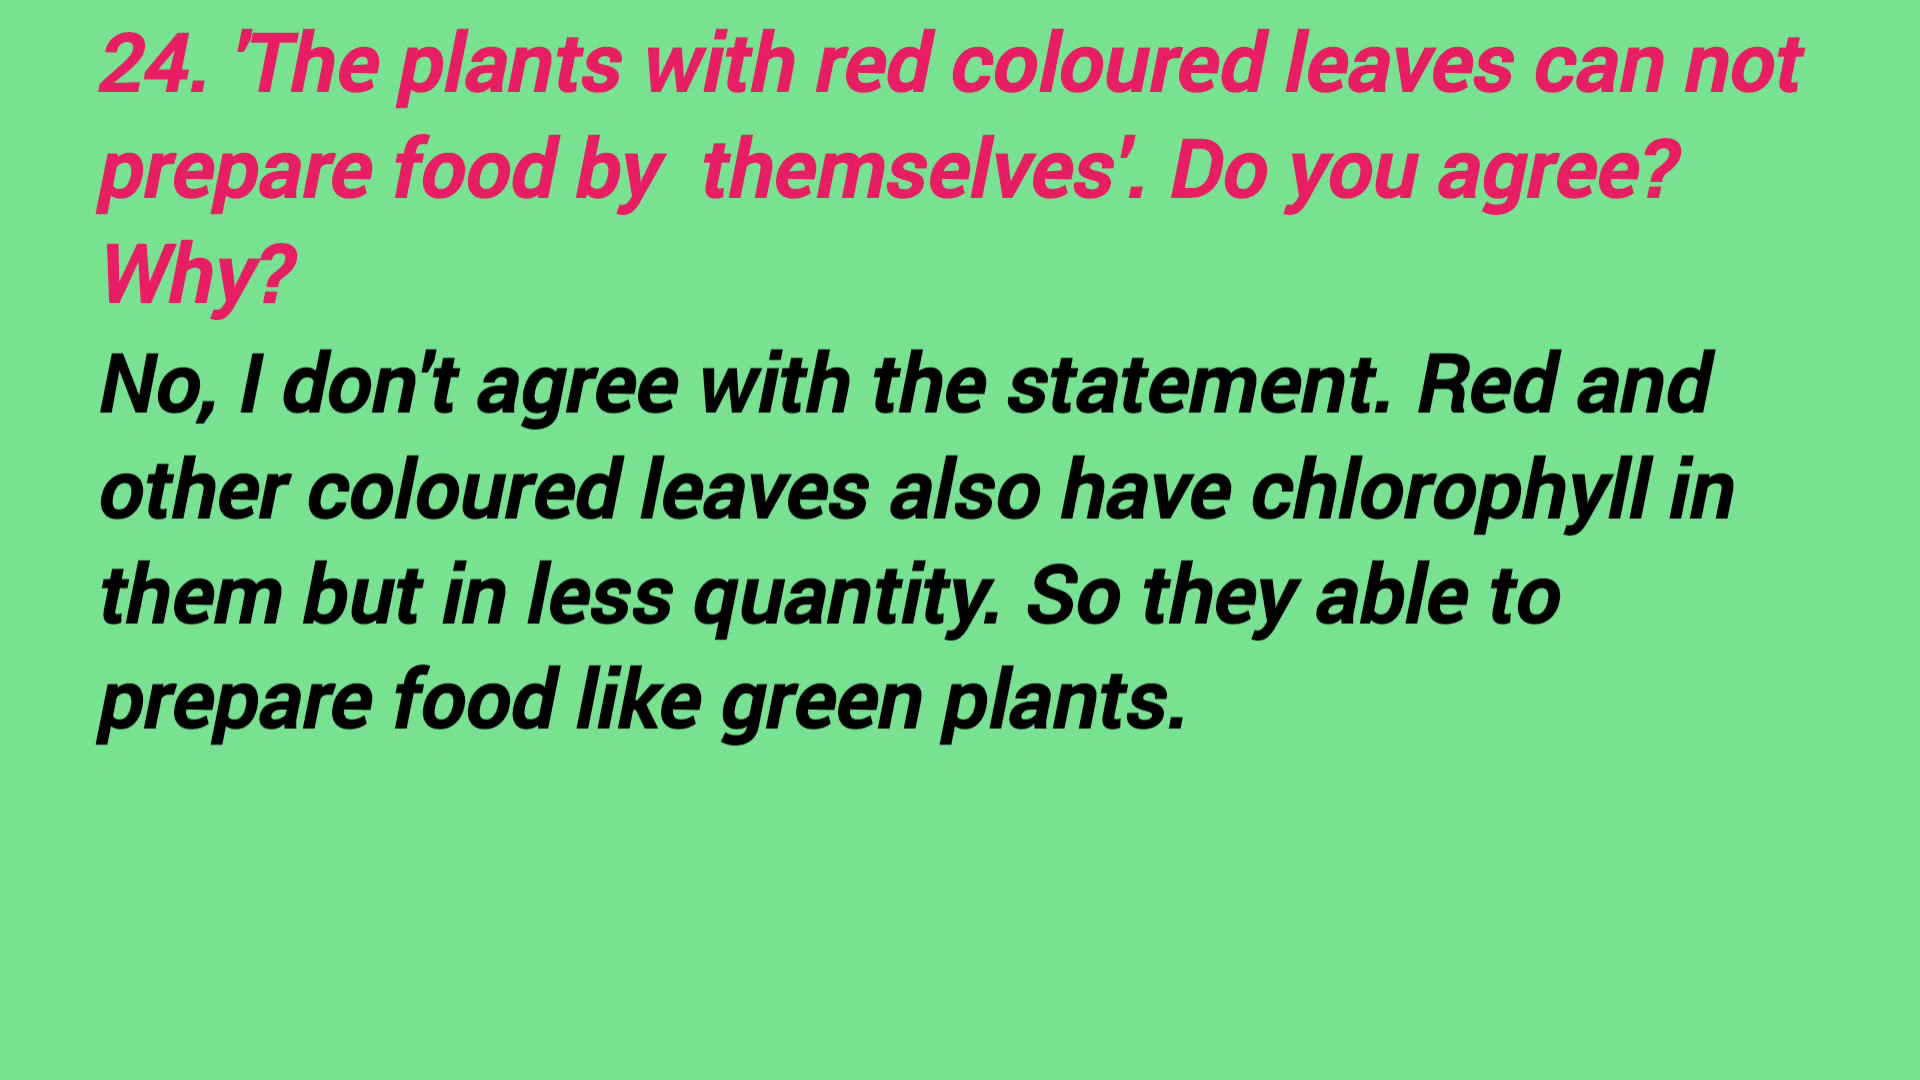 24. 'The plants with red coloured leaves can not
prepare food by  themselves'. Do you agree?
Why?
No, I don't agree with the statement. Red and
other coloured leaves also have chlorophyll in
them but in less quantity. So they able to
prepare food like green plants.